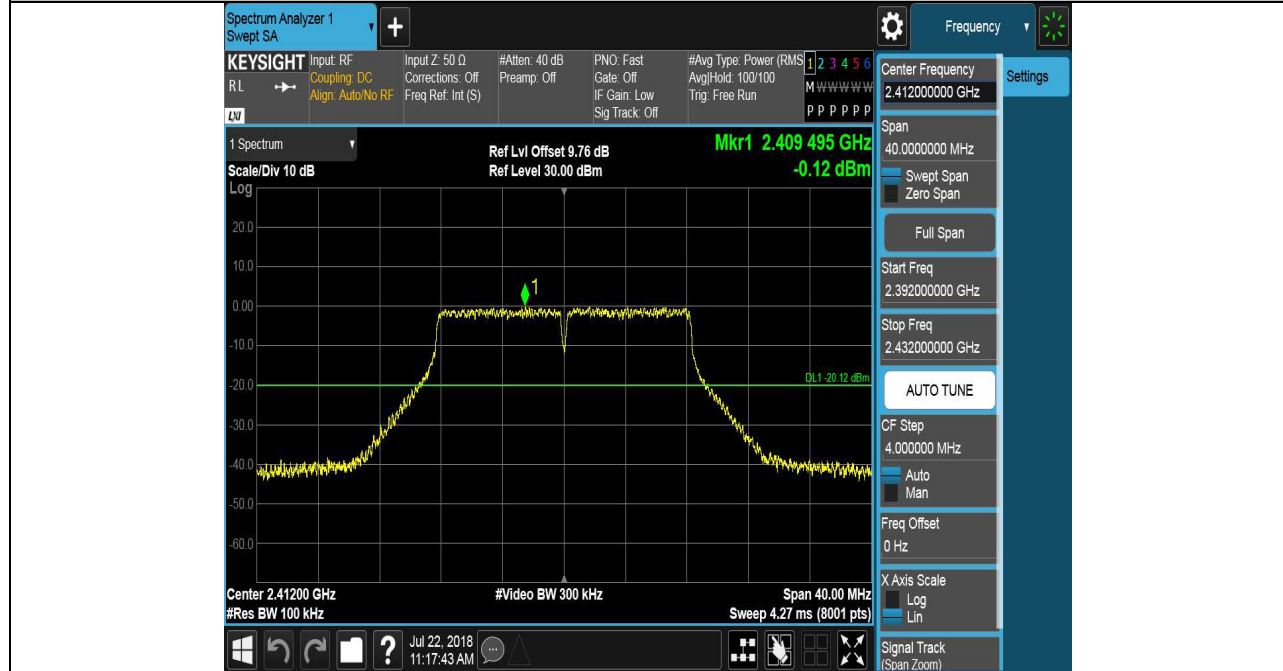 Spectrum Analyzer 1
Swept SA
+
Frequency
KEYSIGHT
RL
LXI
Input: RF
Coupling: DC
Align: Auto/No RF
Input Z: 50 Ω
Corrections: Off
Freq Ref: Int (S)
#Atten: 40 dB
Preamp: Off
PNO: Fast
Gate: Off
IF Gain: Low
Sig Track: Off
#Avg Type: Power (RMS
Avg|Hold: 100/100
Trig: Free Run
1 2 3 4 5 6
M W W W W W
P P P P P P
1 Spectrum
Scale/Div 10 dB
Log
Ref Lvl Offset 9.76 dB
Ref Level 30.00 dBm
Mkr1 2.409 495 GHz
-0.12 dBm
20.0
10.0
1
0.00
-10.0
DL1 -20.12 dBm
-20.0
-30.0
-40.0
-50.0
-60.0
Center 2.41200 GHz
#Res BW 100 kHz
#Video BW 300 kHz
Span 40.00 MHz
Sweep 4.27 ms (8001 pts)
?
Jul 22, 2018
11:17:43 AM
Center Frequency
2.412000000 GHz
Settings
Span
40.0000000 MHz
Swept Span
Zero Span
Full Span
Start Freq
2.392000000 GHz
Stop Freq
2.432000000 GHz
AUTO TUNE
CF Step
4.000000 MHz
Auto
Man
Freq Offset
0 Hz
X Axis Scale
Log
Lin
Signal Track
(Span Zoom)